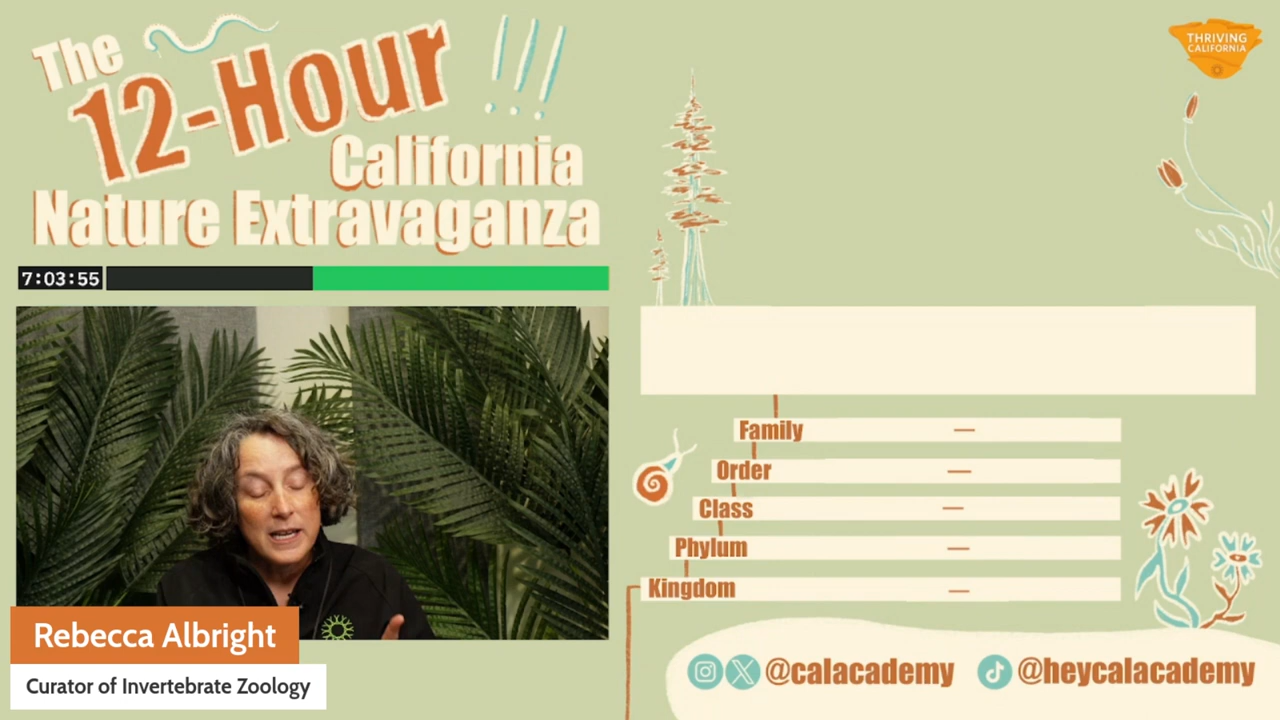 The
12-Hour !!!
California
Nature Extravaganza
THRIVING
CALIFORNIA
7:03:55
Rebecca Albright
Curator of Invertebrate Zoology
Family —
Order —
Class —
Phylum —
Kingdom —
@calacademy @heycalacademy